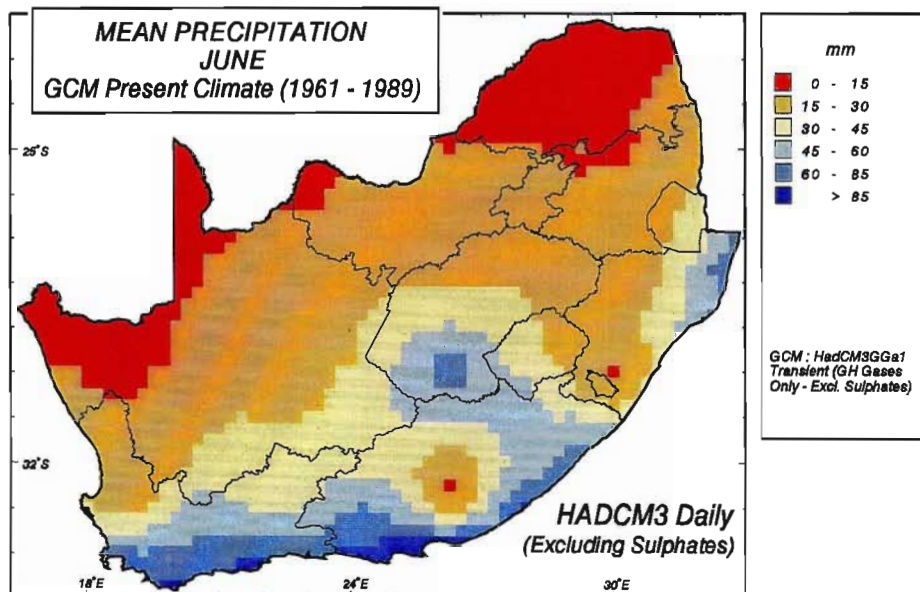 MEAN PRECIPITATION
JUNE
GCM Present Climate (1961 - 1989)
mm
0 - 15
15 - 30
30 - 45
45 - 60
60 - 85
> 85
25°S
32°S
GCM : HadCM3GGa1
Transient (GH Gases
Only - Excl. Sulphates)
HADCM3 Daily
(Excluding Sulphates)
18°E
24°E
30°E